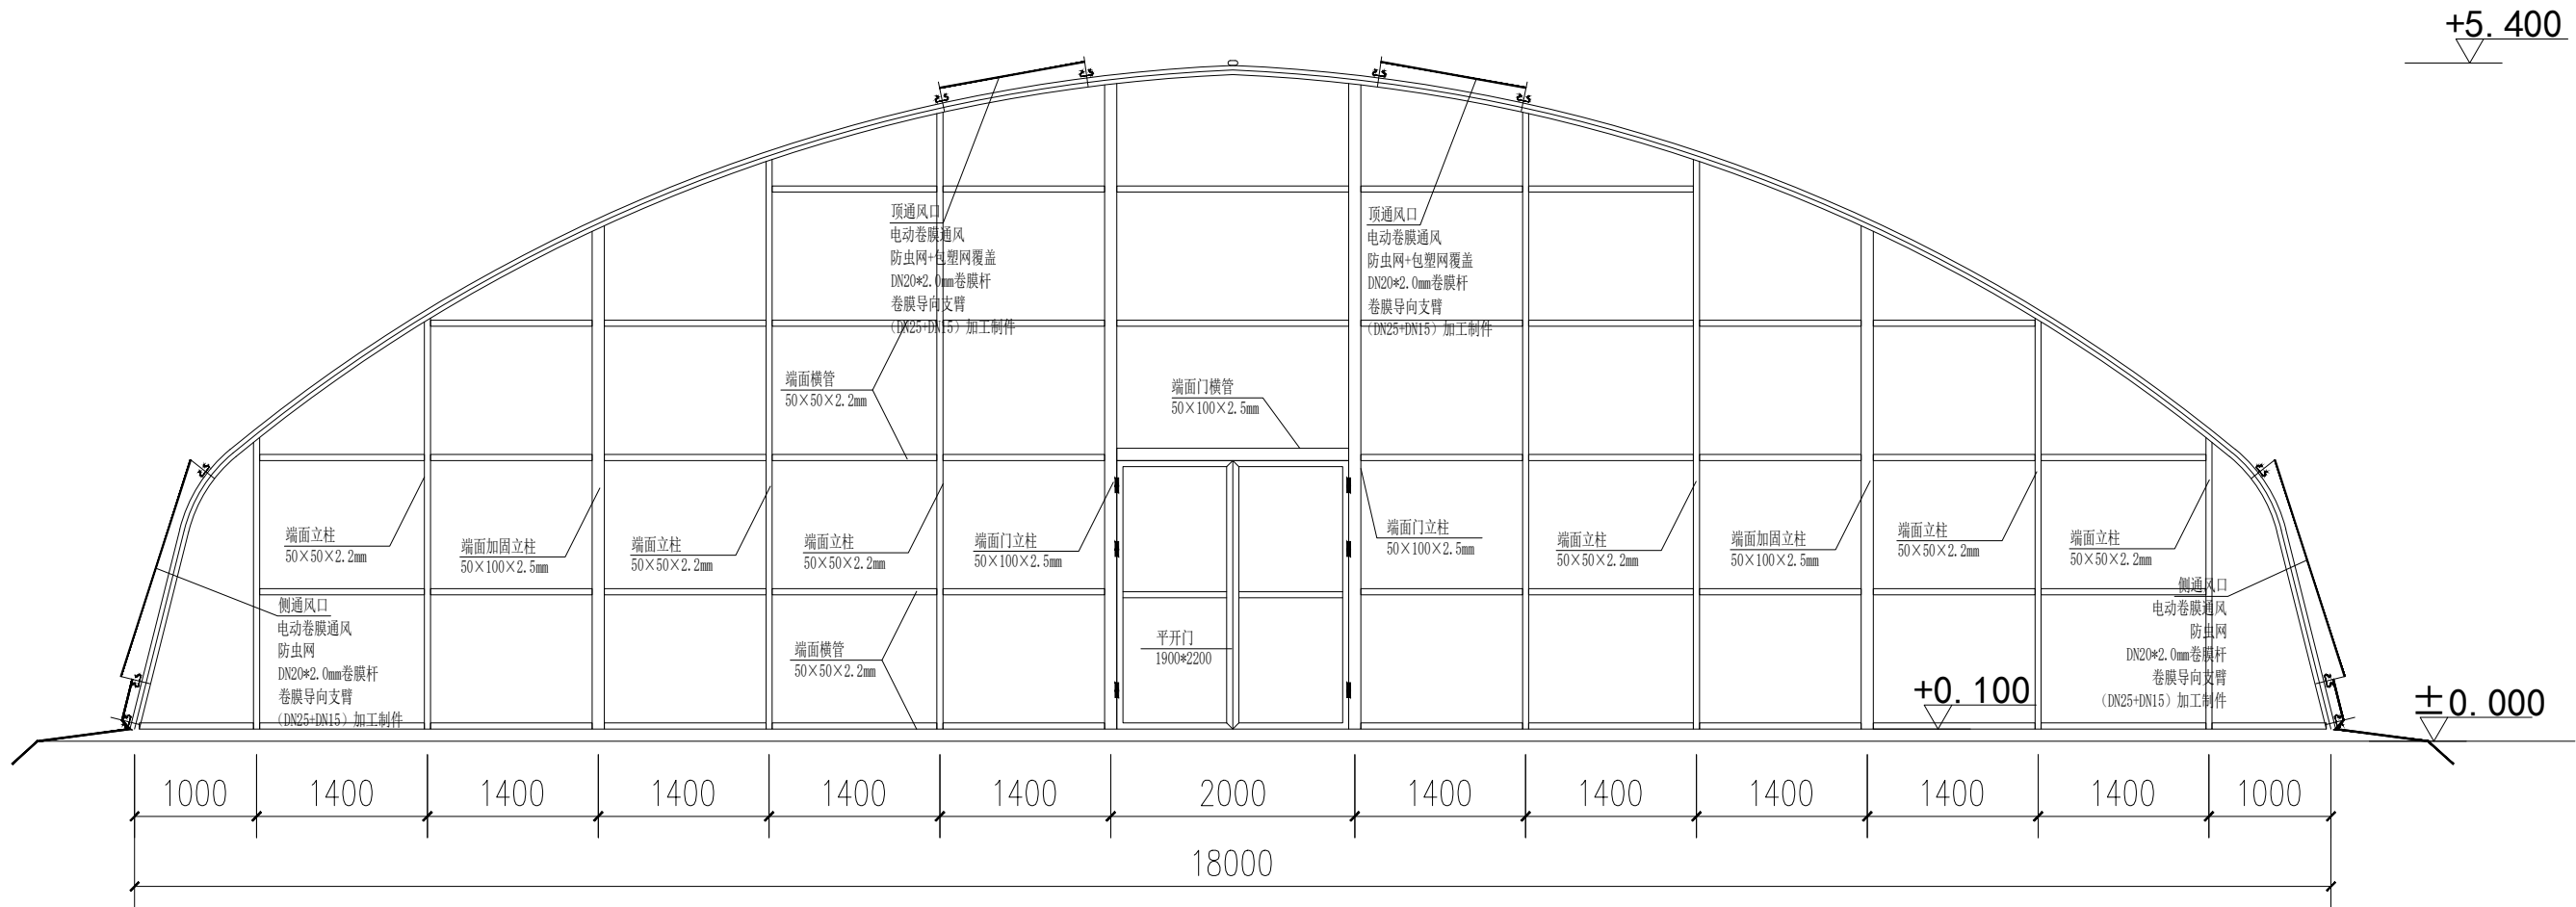 +5.400
顶通风口
电动卷膜通风
防虫网+包塑网覆盖
DN20*2.0mm卷膜杆
卷膜导向支臂
(DN25+DN15) 加工制件
顶通风口
电动卷膜通风
防虫网+包塑网覆盖
DN20*2.0mm卷膜杆
卷膜导向支臂
(DN25+DN15) 加工制件
端面横管
50×50×2.2mm
端面门横管
50×100×2.5mm
端面立柱
50×50×2.2mm
端面加固立柱
50×100×2.5mm
端面立柱
50×50×2.2mm
端面立柱
50×50×2.2mm
端面门立柱
50×100×2.5mm
端面门立柱
50×100×2.5mm
端面立柱
50×50×2.2mm
端面加固立柱
50×100×2.5mm
端面立柱
50×50×2.2mm
端面立柱
50×50×2.2mm
侧通风口
电动卷膜通风
防虫网
DN20*2.0mm卷膜杆
卷膜导向支臂
(DN25+DN15) 加工制件
端面横管
50×50×2.2mm
平开门
1900*2200
侧通风口
电动卷膜通风
防虫网
DN20*2.0mm卷膜杆
卷膜导向支臂
(DN25+DN15) 加工制件
+0.100
±0.000
1000 1400 1400 1400 1400 1400 2000 1400 1400 1400 1400 1400 1000
18000